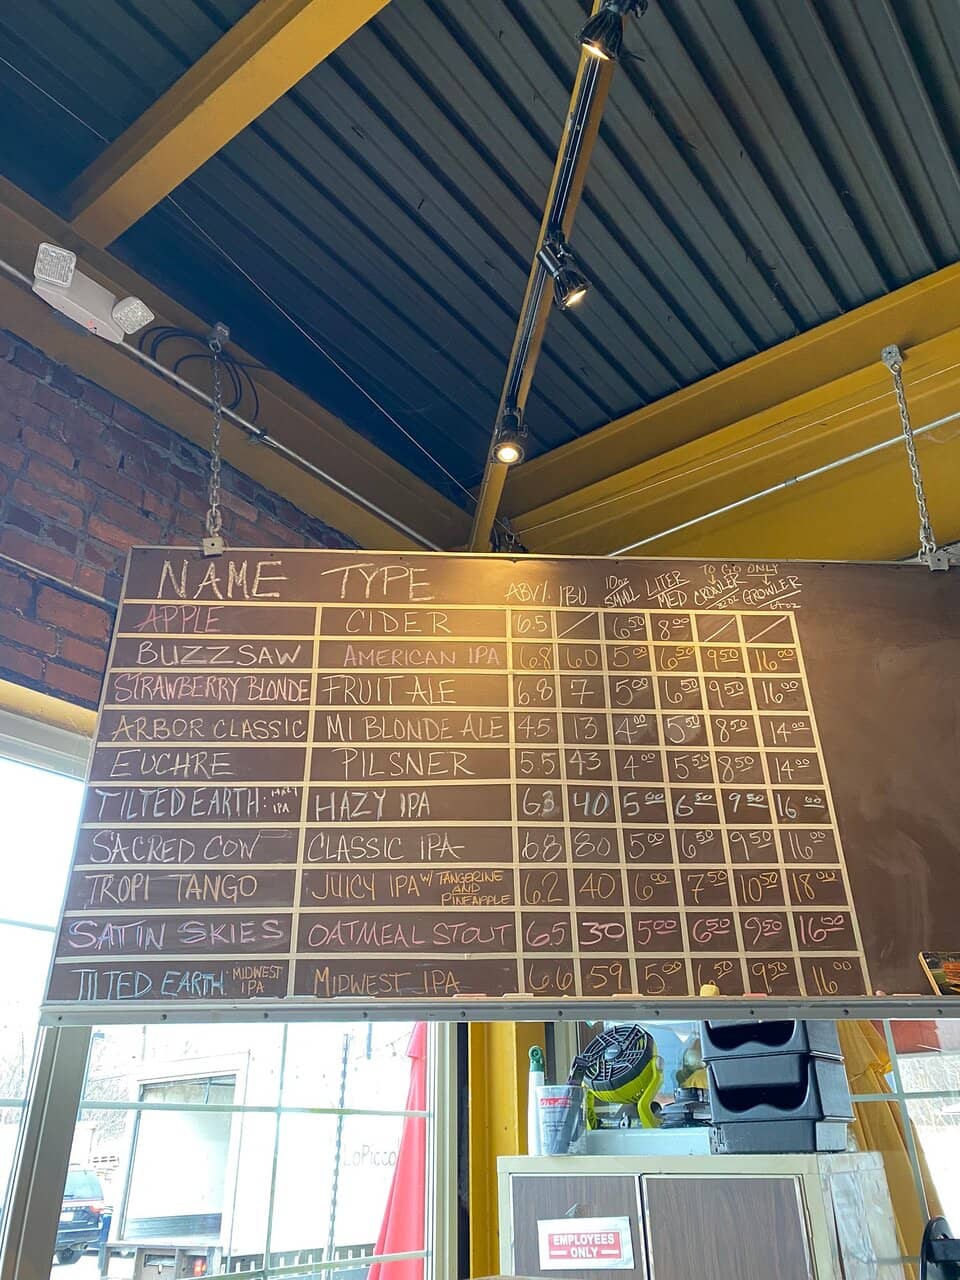 NAME TYPE ABV% IBU 10oz SMALL LITER MED TO GO ONLY CROWLER 32oz GROWLER 64oz
APPLE CIDER 6.5 / 6.50 8.00 / /
BUZZSAW AMERICAN IPA 6.8 60 5.00 6.50 9.50 16.00
STRAWBERRY BLONDE FRUIT ALE 6.8 7 5.00 6.50 9.50 16.00
ARBOR CLASSIC MI BLONDE ALE 4.5 13 4.00 5.50 8.50 14.00
EUCHRE PILSNER 5.5 43 4.00 5.50 8.50 14.00
TILTED EARTH: HAZY IPA HAZY IPA 6.3 40 5.00 6.50 9.50 16.00
SACRED COW CLASSIC IPA 6.8 80 5.00 6.50 9.50 16.00
TROPI TANGO JUICY IPA W/ TANGERINE AND PINEAPPLE 6.2 40 6.00 7.50 10.50 18.00
SATIN SKIES OATMEAL STOUT 6.5 30 5.00 6.50 9.50 16.00
TILTED EARTH: MIDWEST IPA MIDWEST IPA 6.6 59 5.00 6.50 9.50 16.00
LaPicco
EMPLOYEES
ONLY